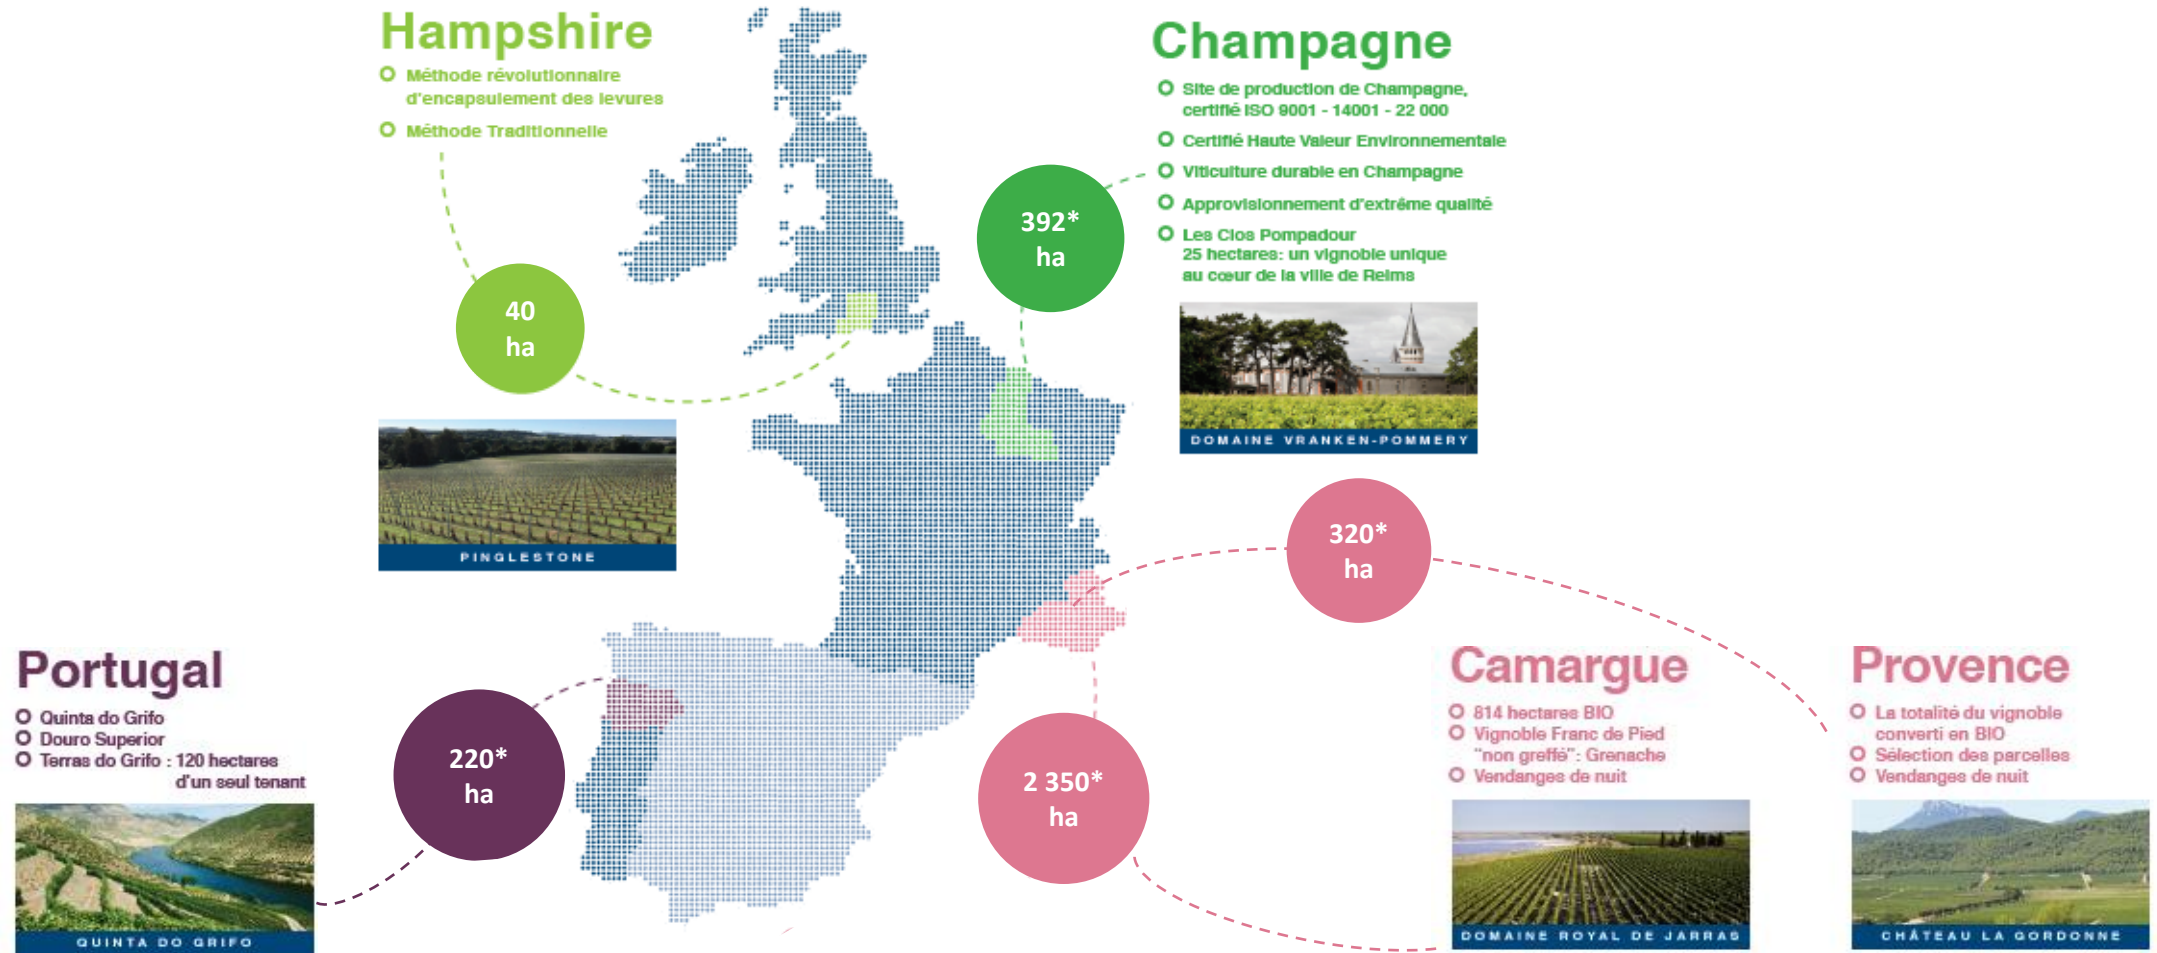 Hampshire
Méthode révolutionnaire
d'encapsulement des levures
Méthode Traditionnelle
40
ha
PINGLESTONE
Champagne
Site de production de Champagne,
certifié ISO 9001 - 14001 - 22 000
Certifié Haute Valeur Environnementale
Viticulture durable en Champagne
Approvisionnement d'extrême qualité
Les Clos Pompadour
25 hectares: un vignoble unique
au cœur de la ville de Reims
392*
ha
DOMAINE VRANKEN-POMMERY
320*
ha
Portugal
Quinta do Grifo
Douro Superior
Terras do Grifo : 120 hectares
d'un seul tenant
220*
ha
QUINTA DO GRIFO
2 350*
ha
Camargue
814 hectares BIO
Vignoble Franc de Pied
"non greffé": Grenache
Vendanges de nuit
DOMAINE ROYAL DE JARRAS
Provence
La totalité du vignoble
converti en BIO
Sélection des parcelles
Vendanges de nuit
CHÂTEAU LA GORDONNE